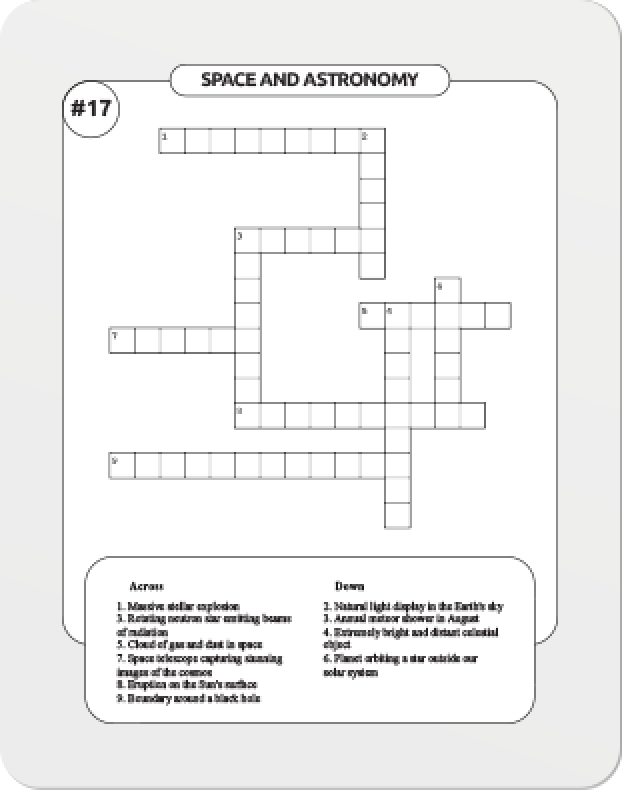 SPACE AND ASTRONOMY
#17
1
2
3
6
5
4
7
8
9
Across
1. Massive stellar explosion
3. Rotating neutron star emitting beams
of radiation
5. Cloud of gas and dust in space
7. Space telescope capturing stunning
images of the cosmos
8. Eruption on the Sun's surface
9. Boundary around a black hole
Down
2. Natural light display in the Earth's sky
3. Annual meteor shower in August
4. Extremely bright and distant celestial
object
6. Planet orbiting a star outside our
solar system